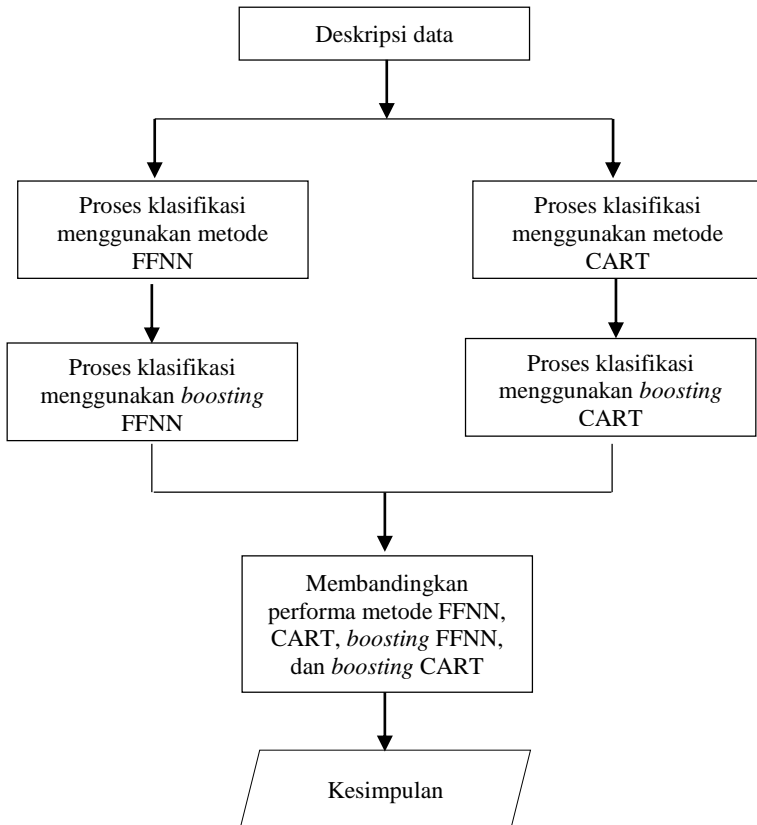 Deskripsi data
Proses klasifikasi
menggunakan metode
FFNN
Proses klasifikasi
menggunakan metode
CART
Proses klasifikasi
menggunakan boosting
FFNN
Proses klasifikasi
menggunakan boosting
CART
Membandingkan
performa metode FFNN,
CART, boosting FFNN,
dan boosting CART
Kesimpulan